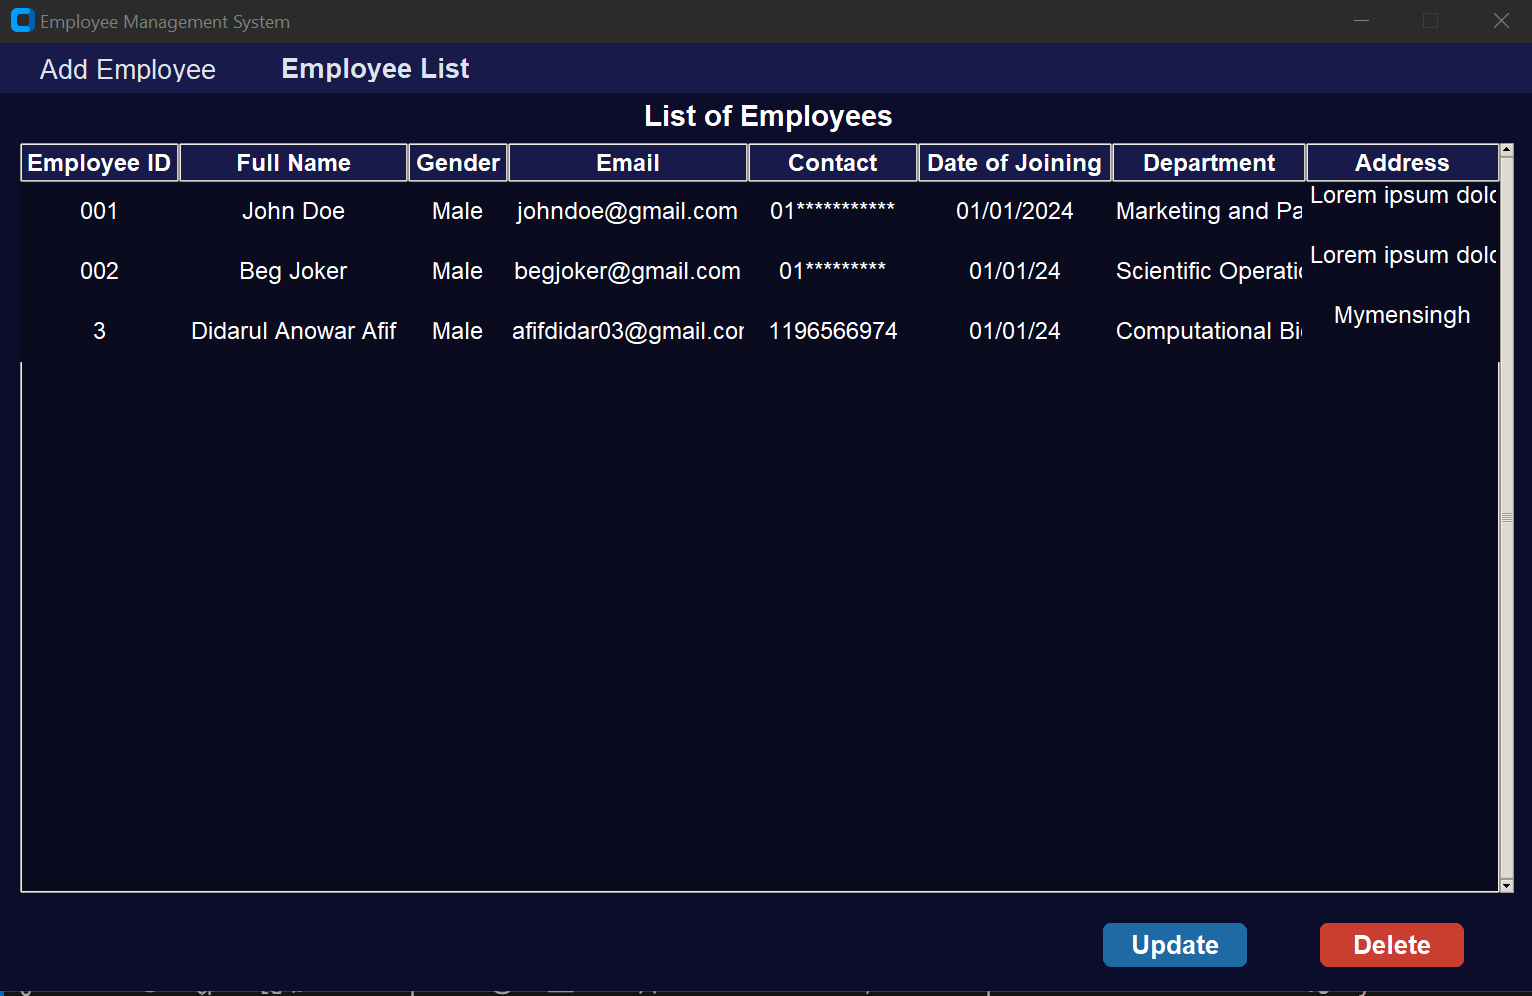 Employee Management System
Add Employee Employee List
List of Employees
Employee ID Full Name Gender Email Contact Date of Joining Department Address
001 John Doe Male johndoe@gmail.com 01*********** 01/01/2024 Marketing and Pa Lorem ipsum dolo
002 Beg Joker Male begjoker@gmail.com 01********* 01/01/24 Scientific Operatio Lorem ipsum dolo
3 Didarul Anowar Afif Male afifdidar03@gmail.cor 1196566974 01/01/24 Computational Bi Mymensingh
Update Delete